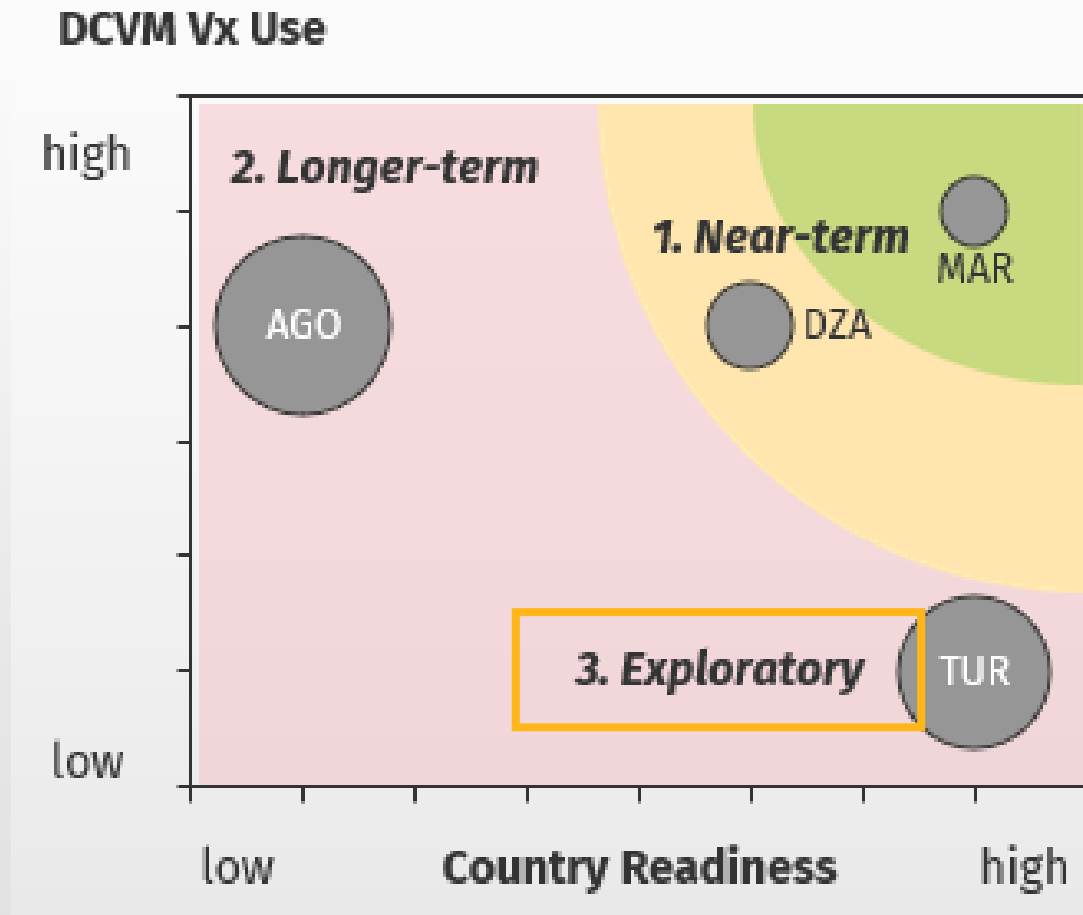 DCVM Vx Use
high
2. Longer-term
1. Near-term
MAR
AGO
DZA
3. Exploratory
TUR
low
low
Country Readiness
high